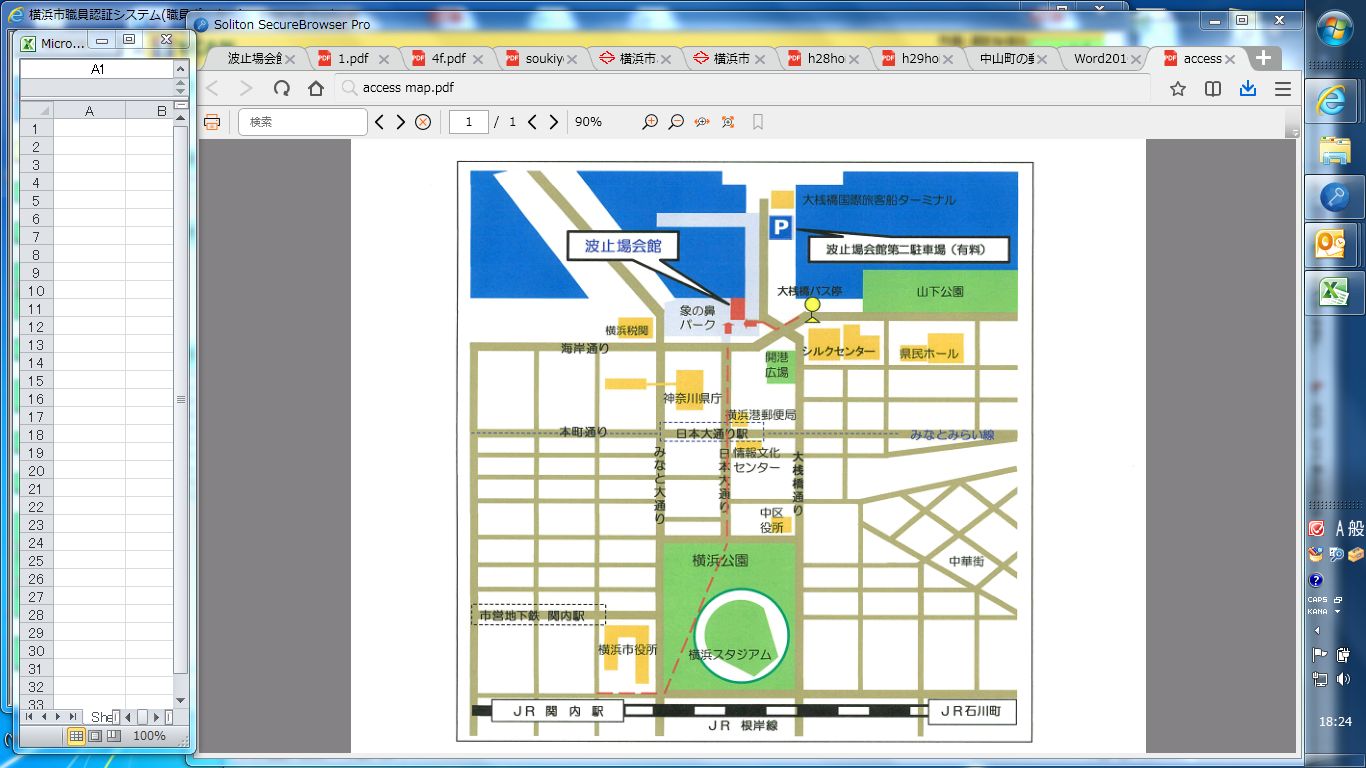 横浜市職員認証システム(職員
Soliton SecureBrowser Pro
Micro...
波止場会館
1.pdf
4f.pdf
soukiy
横浜市.
横浜市
h28ho
h29ho
中山町の
Word201
access
A1
access map.pdf
検索
1 / 1
90%
A B
1
2
3
4
5
6
7
8
9
10
11
12
13
14
15
16
17
18
19
20
21
22
23
24
25
26
27
28
29
30
31
32
33
She
100%
大桟橋国際旅客船ターミナル
P
波止場会館
波止場会館第二駐車場（有料）
大桟橋バス停
山下公園
象の鼻
パーク
横浜税関
海岸通り
シルクセンター
県民ホール
開港
広場
神奈川県庁
横浜港郵便局
本町通り
日本大通り駅
みなとみらい線
情報文化
センター
みなと大通り
日本大通り
大桟橋通り
中区
役所
横浜公園
中華街
市営地下鉄 関内駅
横浜市役所
横浜スタジアム
ＪＲ 関 内 駅
ＪＲ石川町
ＪＲ 根岸線
A 般
CAPS
KANA
18:24